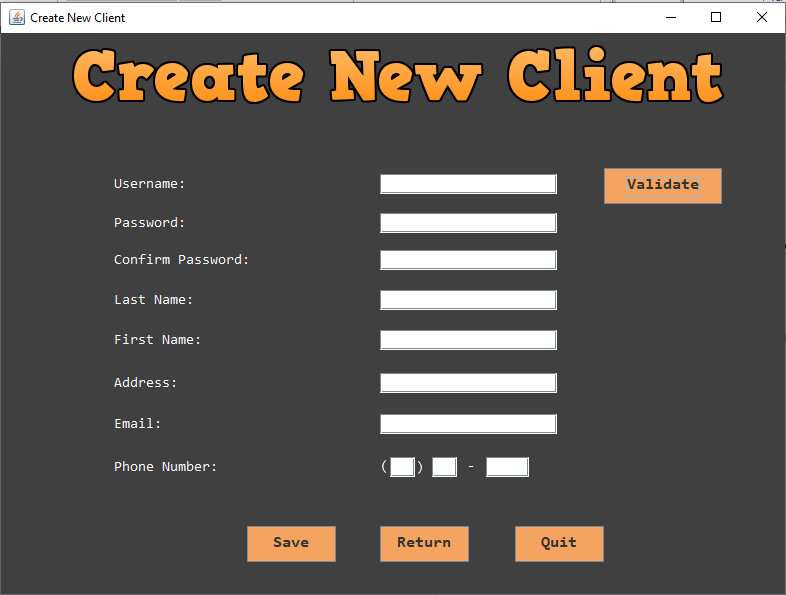 Create New Client
Create New Client
Username:
Validate
Password:
Confirm Password:
Last Name:
First Name:
Address:
Email:
Phone Number: ( ) -
Save Return Quit